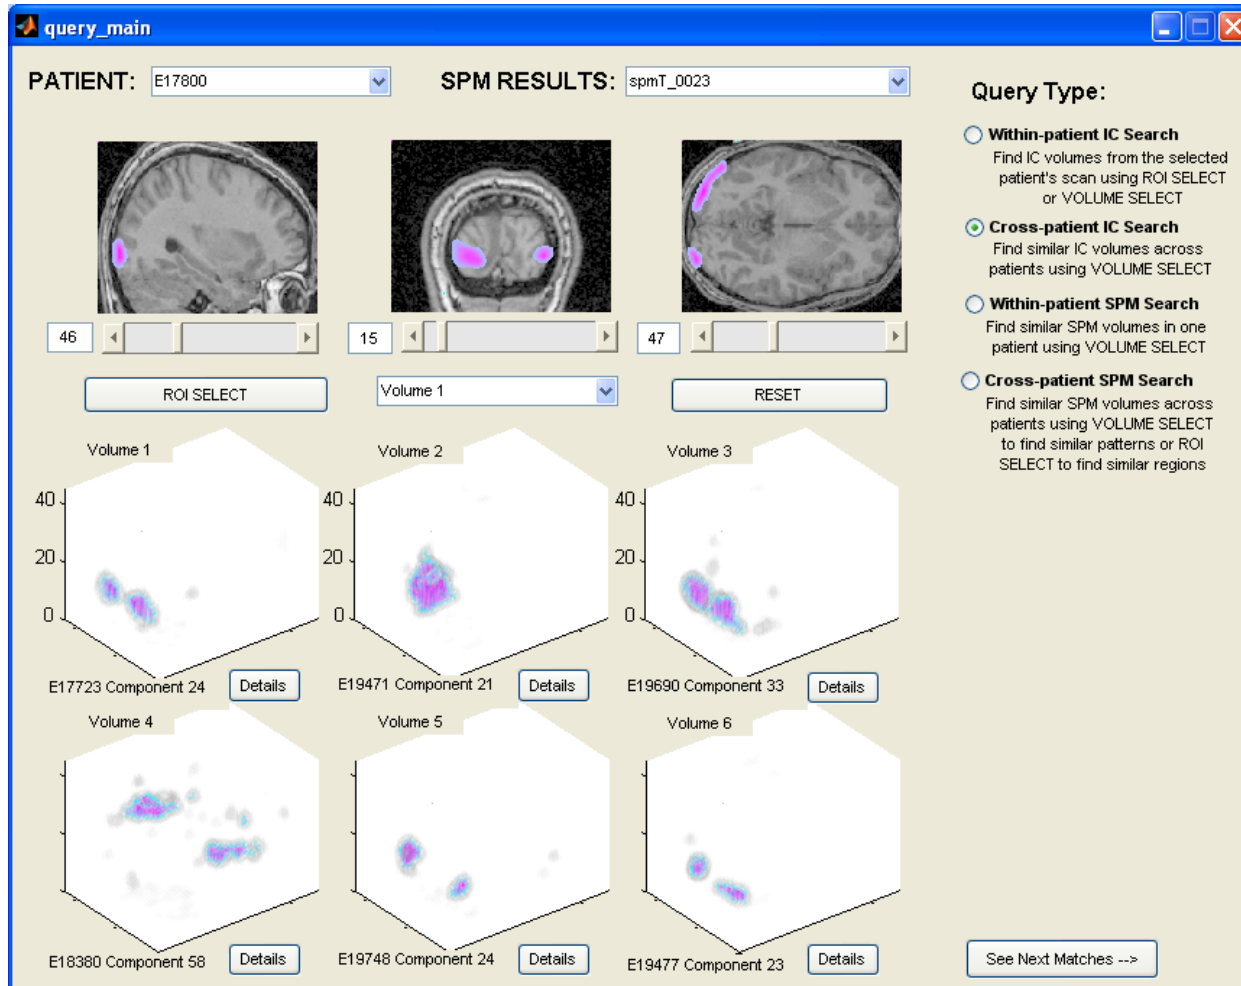 query_main
PATIENT: E17800 SPM RESULTS: spmT_0023
Query Type:
Within-patient IC Search
Find IC volumes from the selected
patient's scan using ROI SELECT
or VOLUME SELECT
Cross-patient IC Search
Find similar IC volumes across
patients using VOLUME SELECT
Within-patient SPM Search
Find similar SPM volumes in one
patient using VOLUME SELECT
Cross-patient SPM Search
Find similar SPM volumes across
patients using VOLUME SELECT
to find similar patterns or ROI
SELECT to find similar regions
46 15 47
ROI SELECT Volume 1 RESET
Volume 1 Volume 2 Volume 3
40 40 40
20 20 20
0 0 0
E17723 Component 24 Details E19471 Component 21 Details E19690 Component 33 Details
Volume 4 Volume 5 Volume 6
E18380 Component 58 Details E19748 Component 24 Details E19477 Component 23 Details
See Next Matches -->